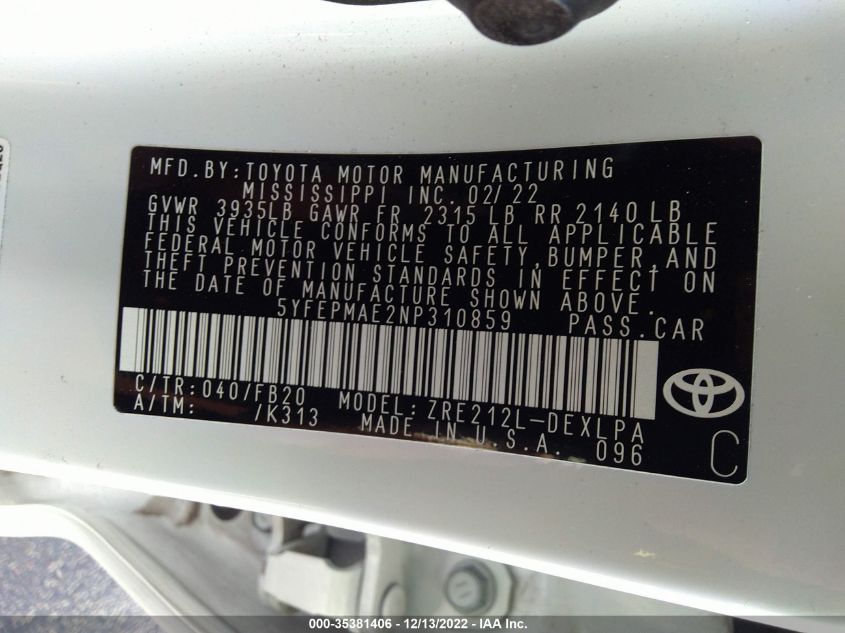 MFD.BY:TOYOTA MOTOR MANUFACTURING
MISSISSIPPI INC. 02/22
GVWR 3935LB GAWR FR 2315 LB RR 2140 LB
THIS VEHICLE CONFORMS TO ALL APPLICABLE
FEDERAL MOTOR VEHICLE SAFETY,BUMPER,AND
THEFT PREVENTION STANDARDS IN EFFECT ON
THE DATE OF MANUFACTURE SHOWN ABOVE.
5YFEPMAE2NP310859 PASS.CAR
C/TR:040/FB20 MODEL:ZRE212L-DEXLPA
A/TM: /K313 MADE IN U.S.A. 096
C
000-35381406 - 12/13/2022 - IAA Inc.